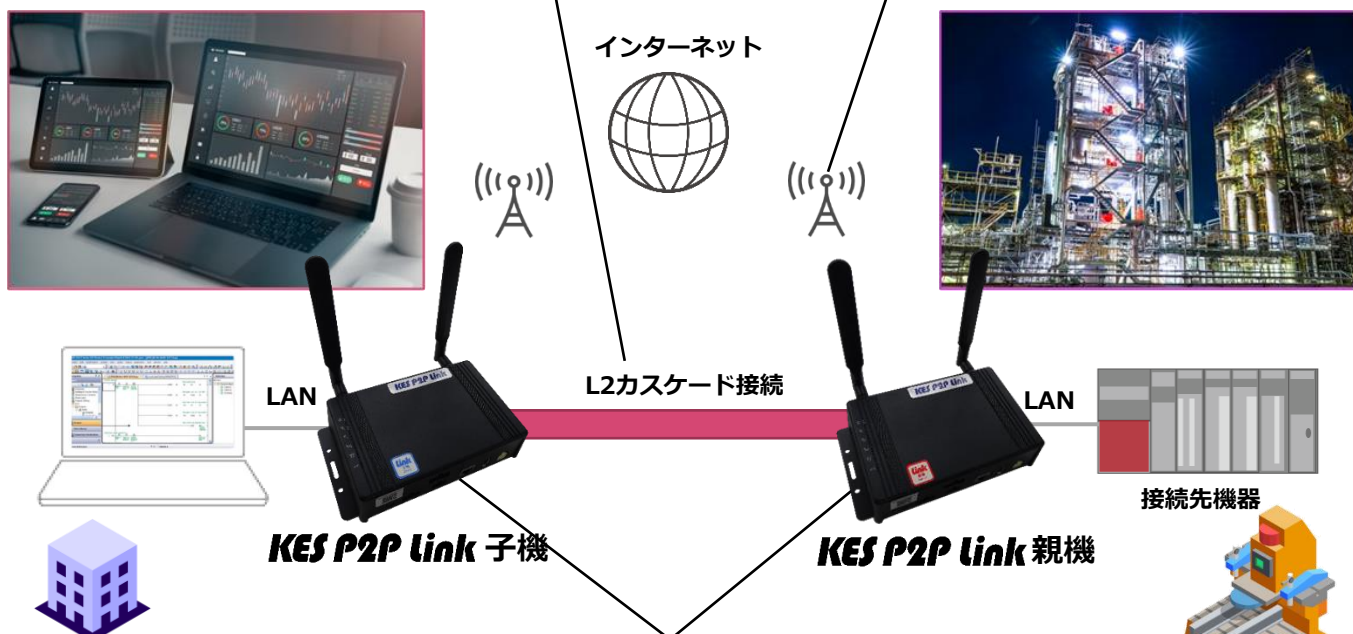 インターネット
LAN
KES P2P Link
L2カスケード接続
KES P2P Link
LAN
Link
Link
接続先機器
KES P2P Link 子機
KES P2P Link 親機